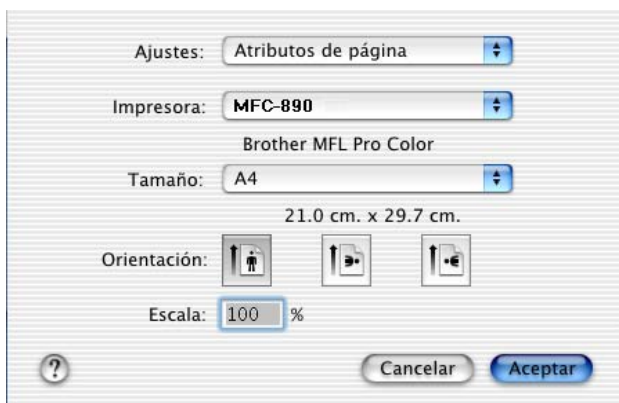 Ajustes: Atributos de página
Impresora: MFC-890
Brother MFL Pro Color
Tamaño: A4
21.0 cm. x 29.7 cm.
Orientación:
Escala: 100 %
? Cancelar Aceptar